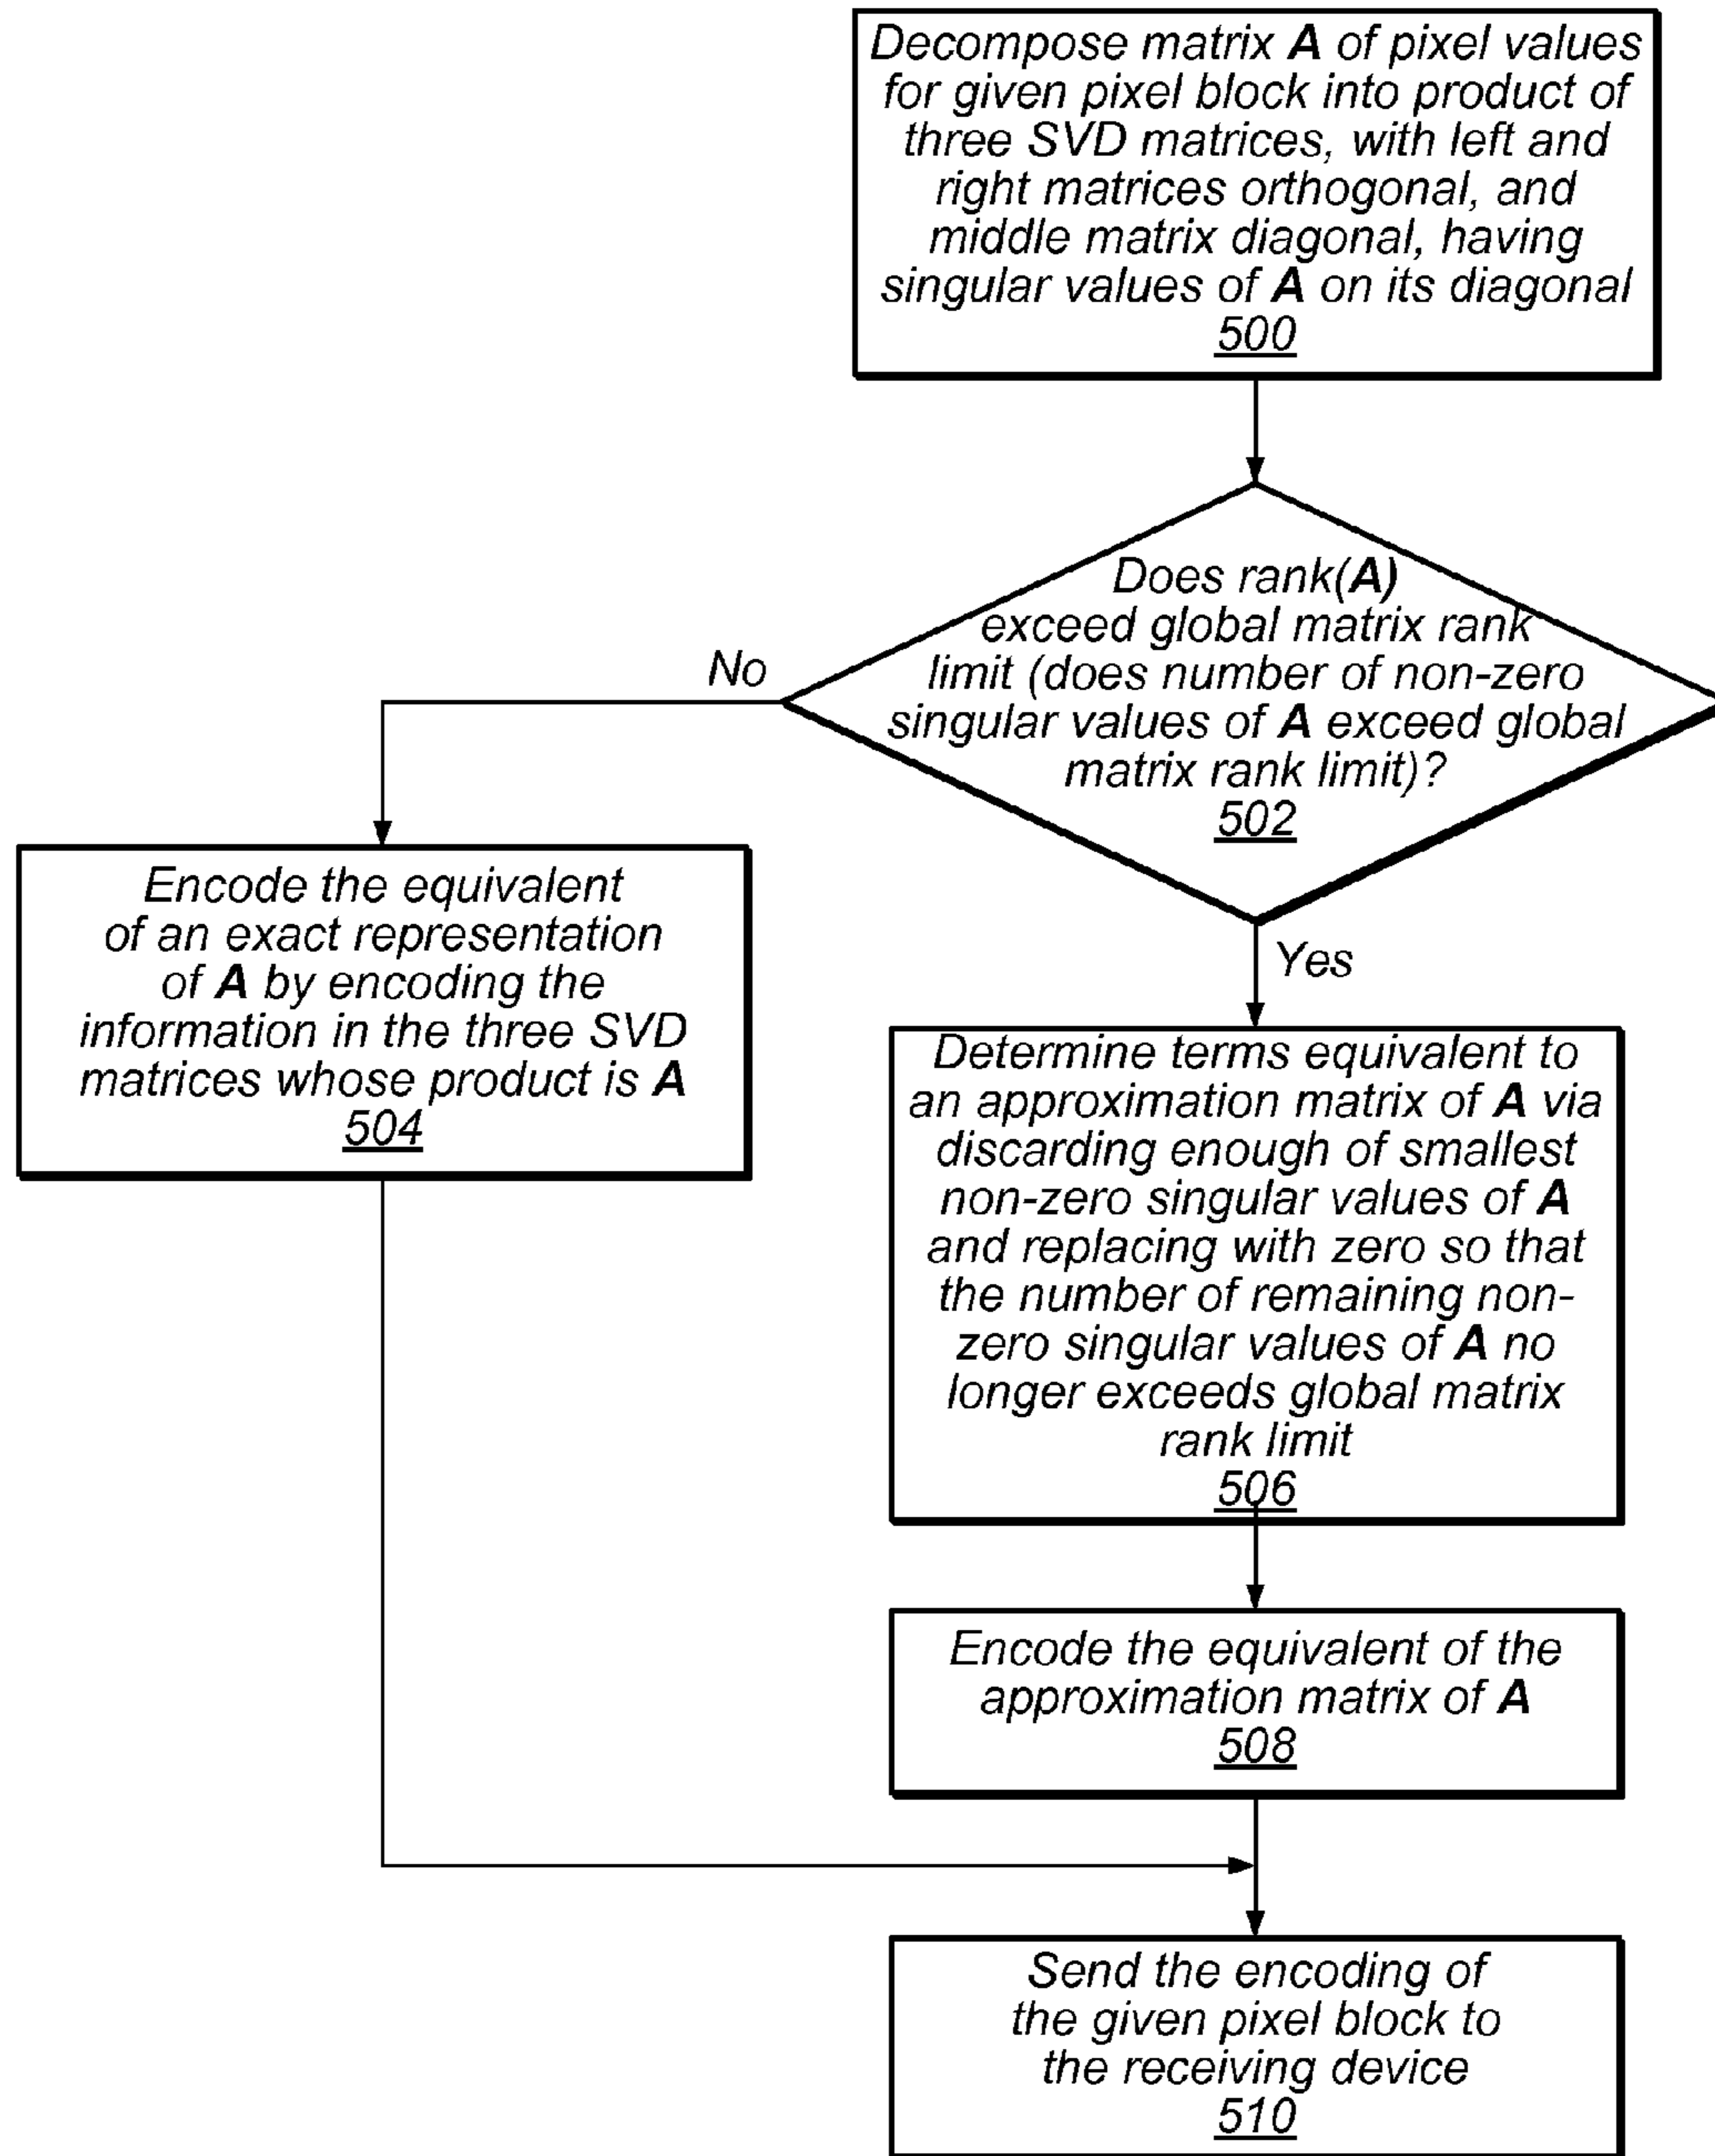 Decompose matrix A of pixel values
for given pixel block into product of
three SVD matrices, with left and
right matrices orthogonal, and
middle matrix diagonal, having
singular values of A on its diagonal
500
Does rank(A)
exceed global matrix rank
limit (does number of non-zero
singular values of A exceed global
matrix rank limit)?
502
No
Yes
Encode the equivalent
of an exact representation
of A by encoding the
information in the three SVD
matrices whose product is A
504
Determine terms equivalent to
an approximation matrix of A via
discarding enough of smallest
non-zero singular values of A
and replacing with zero so that
the number of remaining non-
zero singular values of A no
longer exceeds global matrix
rank limit
506
Encode the equivalent of the
approximation matrix of A
508
Send the encoding of
the given pixel block to
the receiving device
510